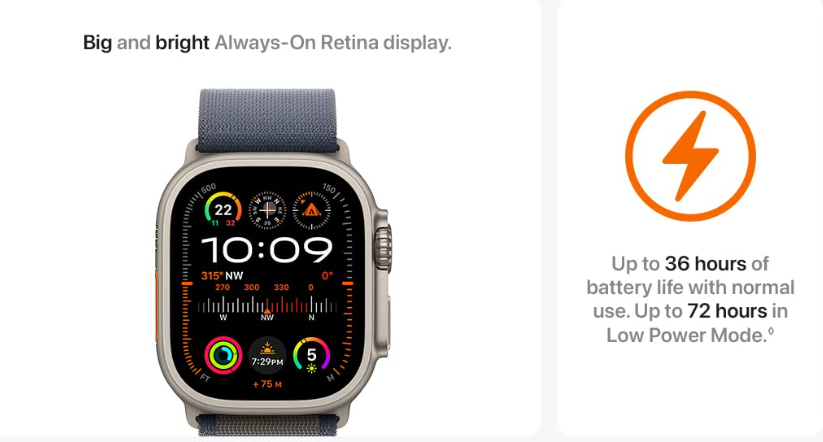 Big and bright Always-On Retina display.
500
150
22
11 32
10:09
315° NW
0°
270 300 330 0
W NW N
7:29PM
5
FT
M
+75 M
Up to 36 hours of
battery life with normal
use. Up to 72 hours in
Low Power Mode.◊